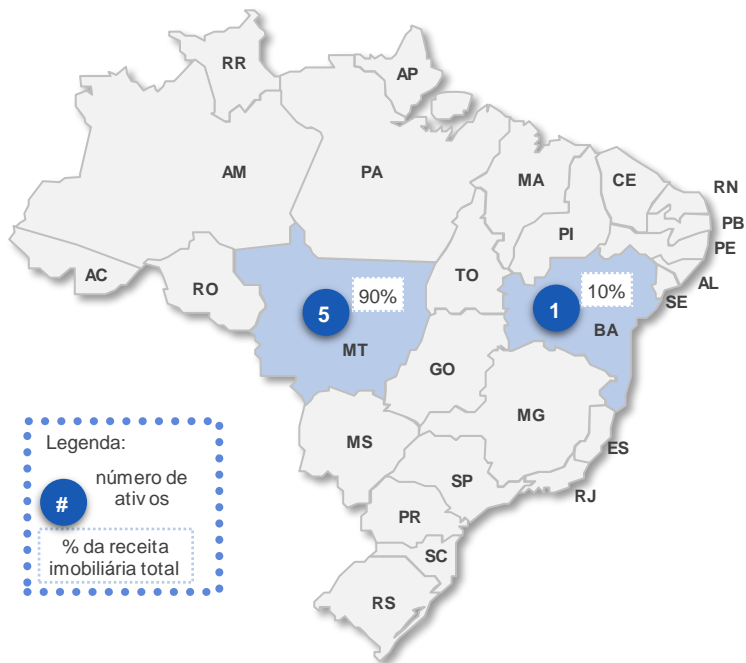 RR
AP
AM
PA
MA
CE
RN
PB
PI
PE
AC
RO
TO
AL
SE
90%
10%
5
1
BA
MT
GO
MG
MS
ES
SP
RJ
PR
SC
RS
Legenda:
#
número de
ativos
% da receita
imobiliária total